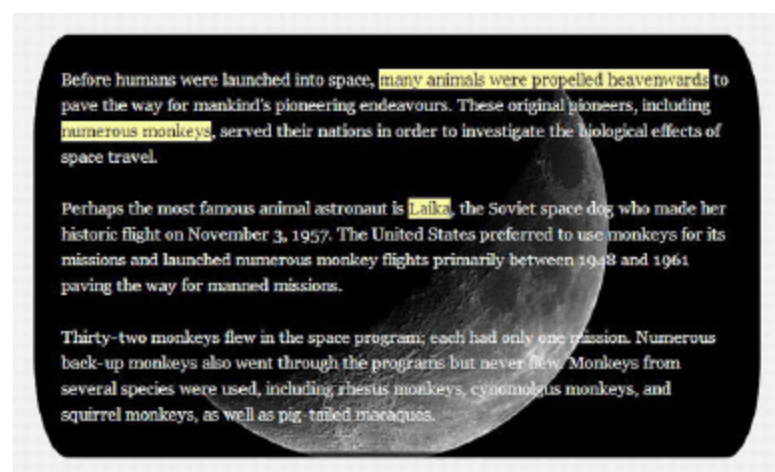 Before humans were launched into space, many animals were propelled heavenwards to
pave the way for mankind's pioneering endeavours. These original pioneers, including
numerous monkeys, served their nations in order to investigate the biological effects of
space travel.
Perhaps the most famous animal astronaut is Laika, the Soviet space dog who made her
historic flight on November 3, 1957. The United States preferred to use monkeys for its
missions and launched numerous monkey flights primarily between 1948 and 1961
paving the way for manned missions.
Thirty-two monkeys flew in the space program; each had only one mission. Numerous
back-up monkeys also went through the programs but never flew. Monkeys from
several species were used, including rhesus monkeys, cynomolgus monkeys, and
squirrel monkeys, as well as pig-tailed macaques.